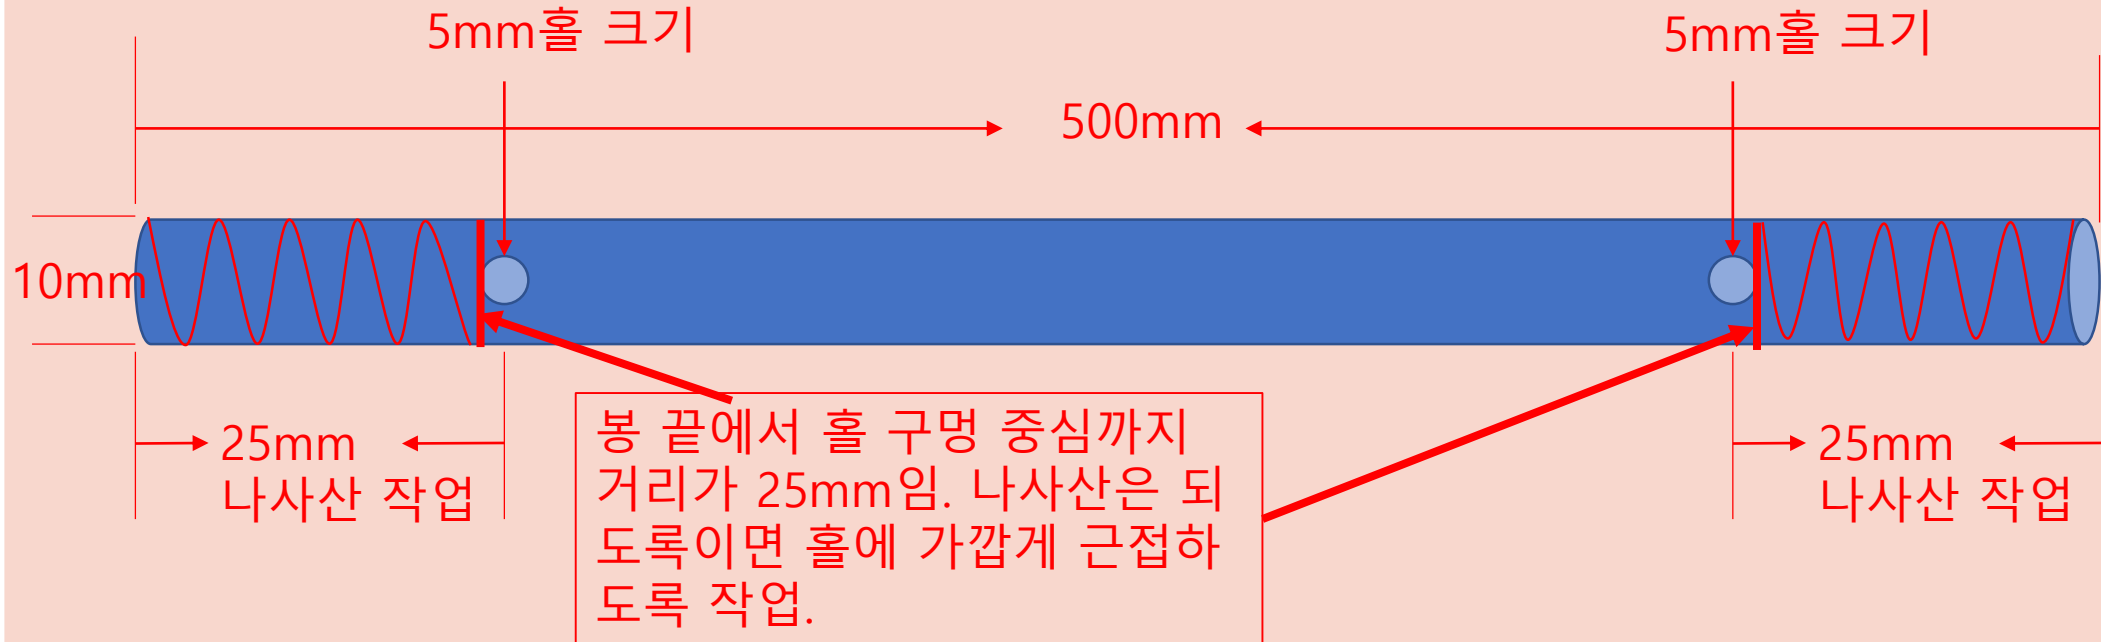 5mm홀 크기
5mm홀 크기
500mm
10mm
25mm
나사산 작업
봉 끝에서 홀 구멍 중심까지
거리가 25mm임. 나사산은 되
도록이면 홀에 가깝게 근접하
도록 작업.
25mm
나사산 작업